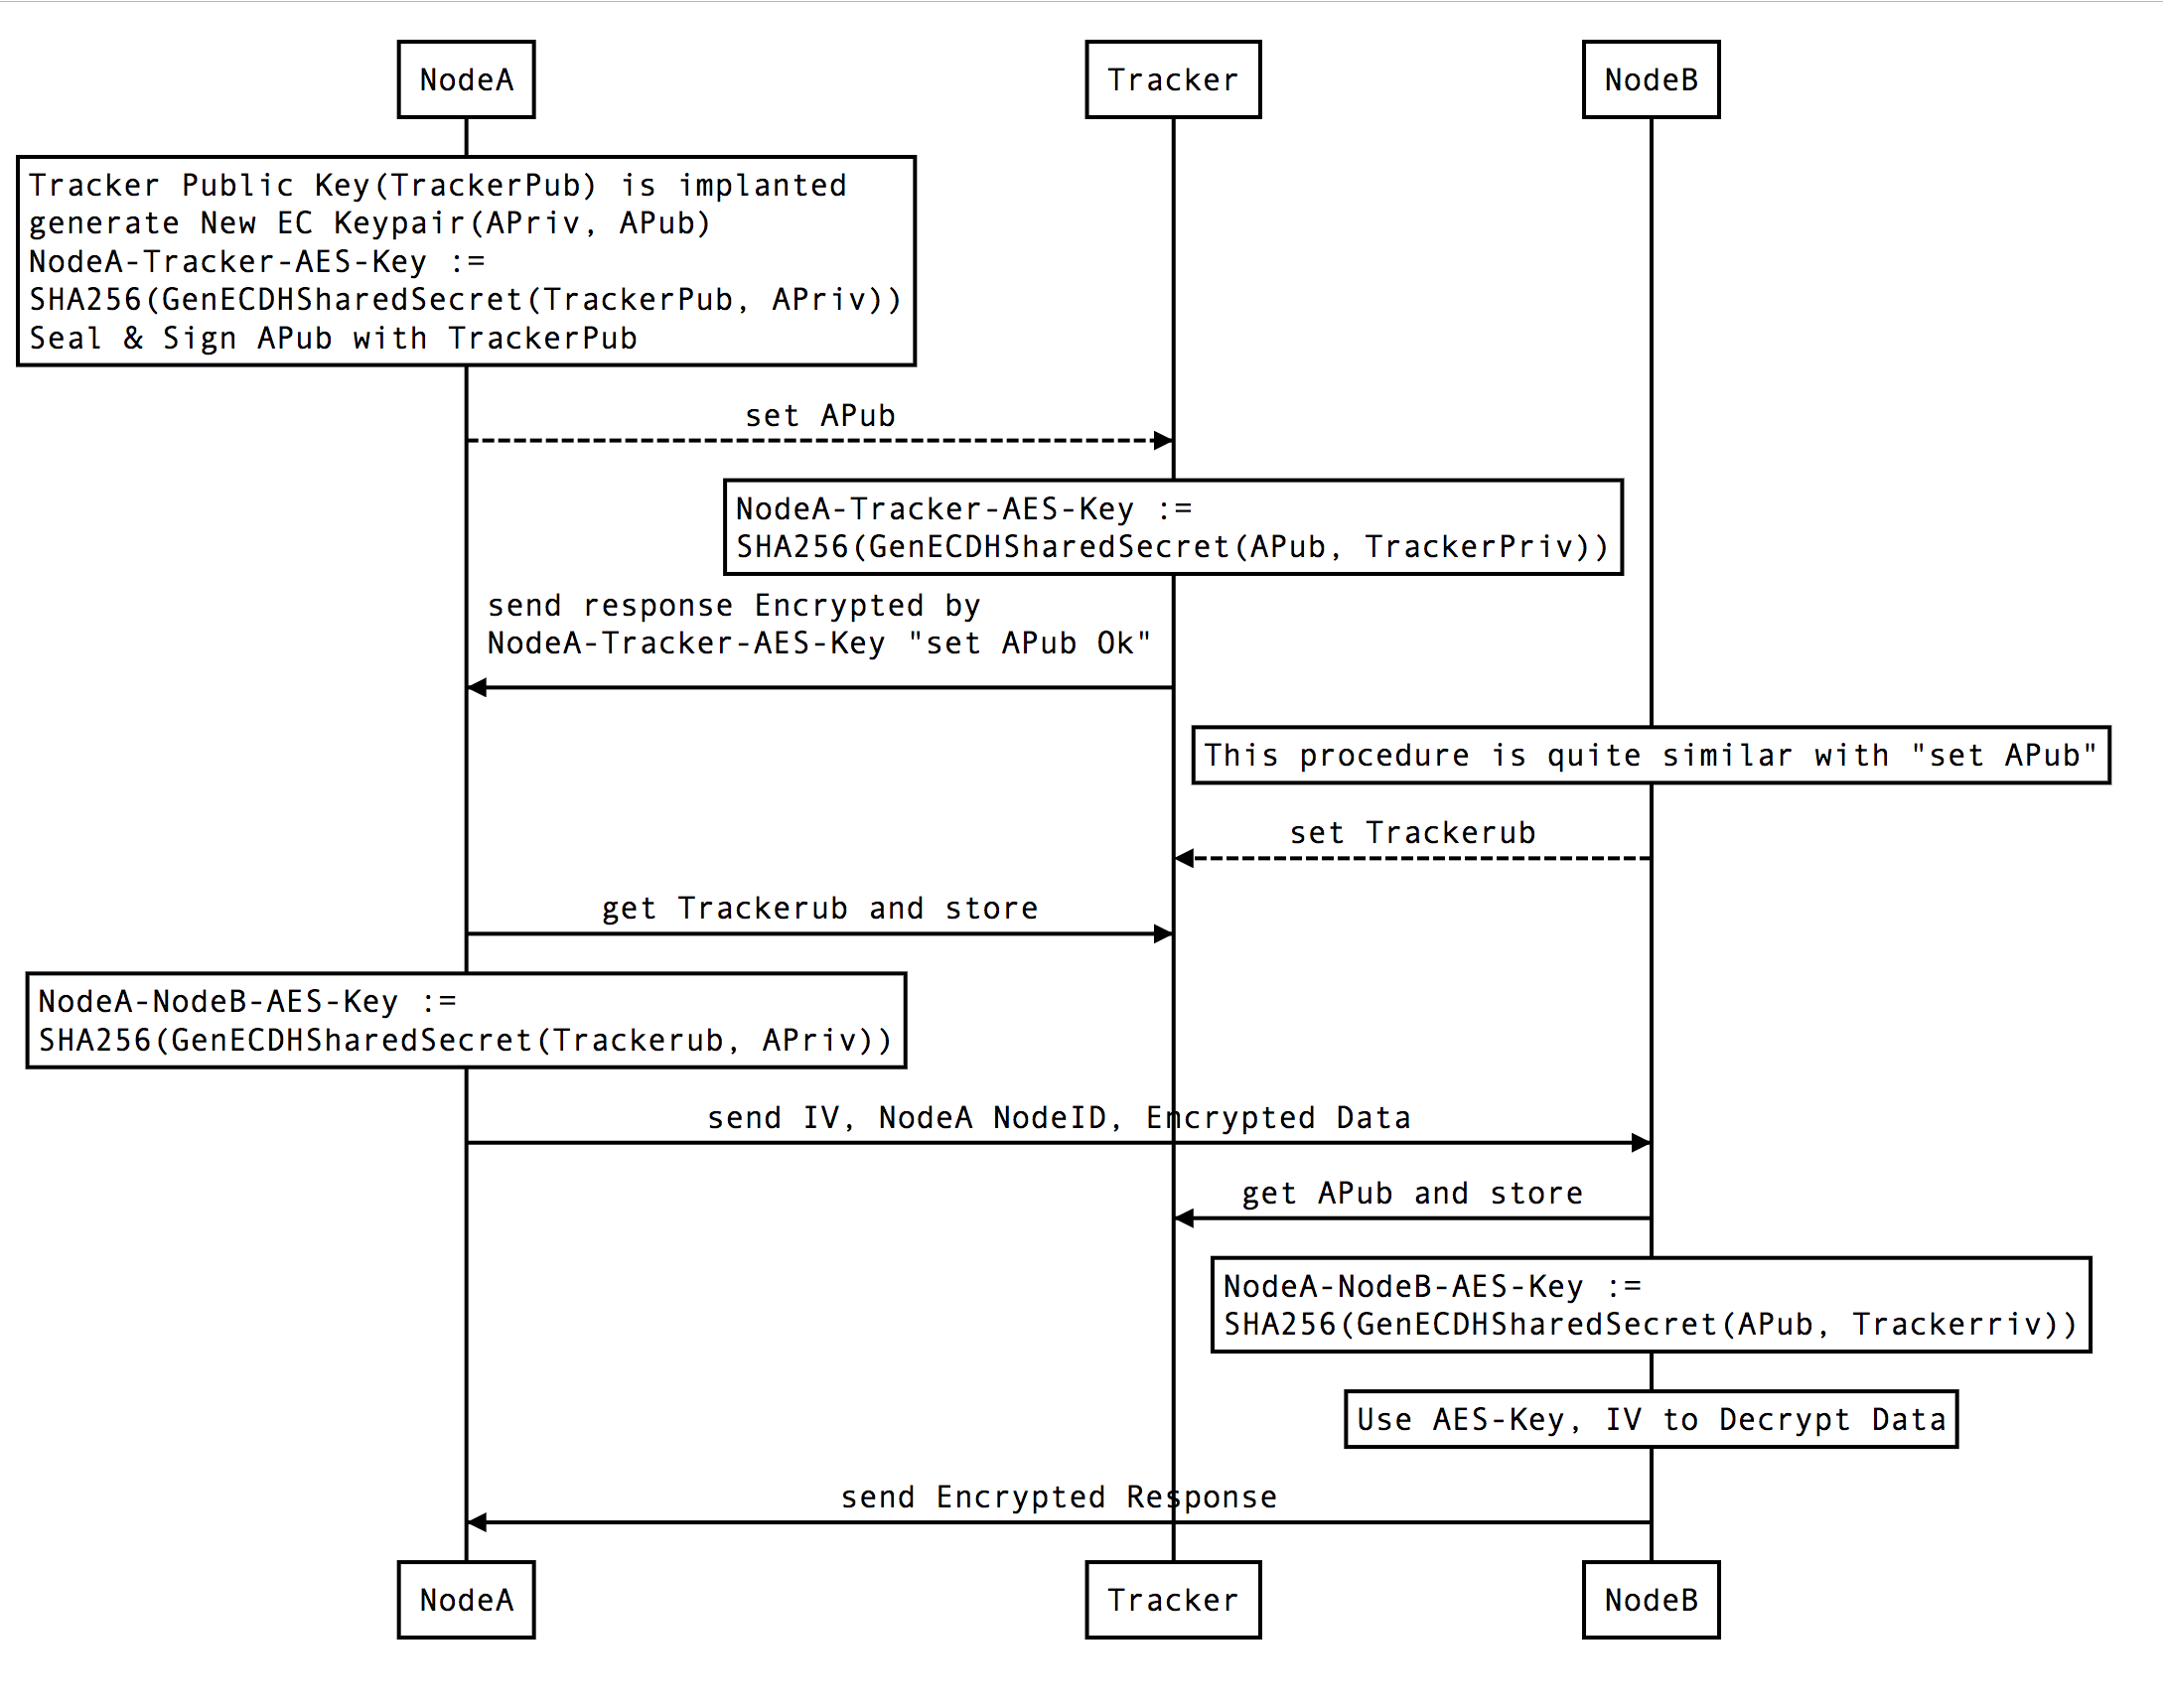 NodeA
Tracker
NodeB
Tracker Public Key(TrackerPub) is implanted
generate New EC Keypair(APriv, APub)
NodeA-Tracker-AES-Key :=
SHA256(GenECDHSharedSecret(TrackerPub, APriv))
Seal & Sign APub with TrackerPub
set APub
NodeA-Tracker-AES-Key :=
SHA256(GenECDHSharedSecret(APub, TrackerPriv))
send response Encrypted by
NodeA-Tracker-AES-Key "set APub Ok"
This procedure is quite similar with "set APub"
set Trackerub
get Trackerub and store
NodeA-NodeB-AES-Key :=
SHA256(GenECDHSharedSecret(Trackerub, APriv))
send IV, NodeA NodeID, Encrypted Data
get APub and store
NodeA-NodeB-AES-Key :=
SHA256(GenECDHSharedSecret(APub, Trackerriv))
Use AES-Key, IV to Decrypt Data
send Encrypted Response
NodeA
Tracker
NodeB